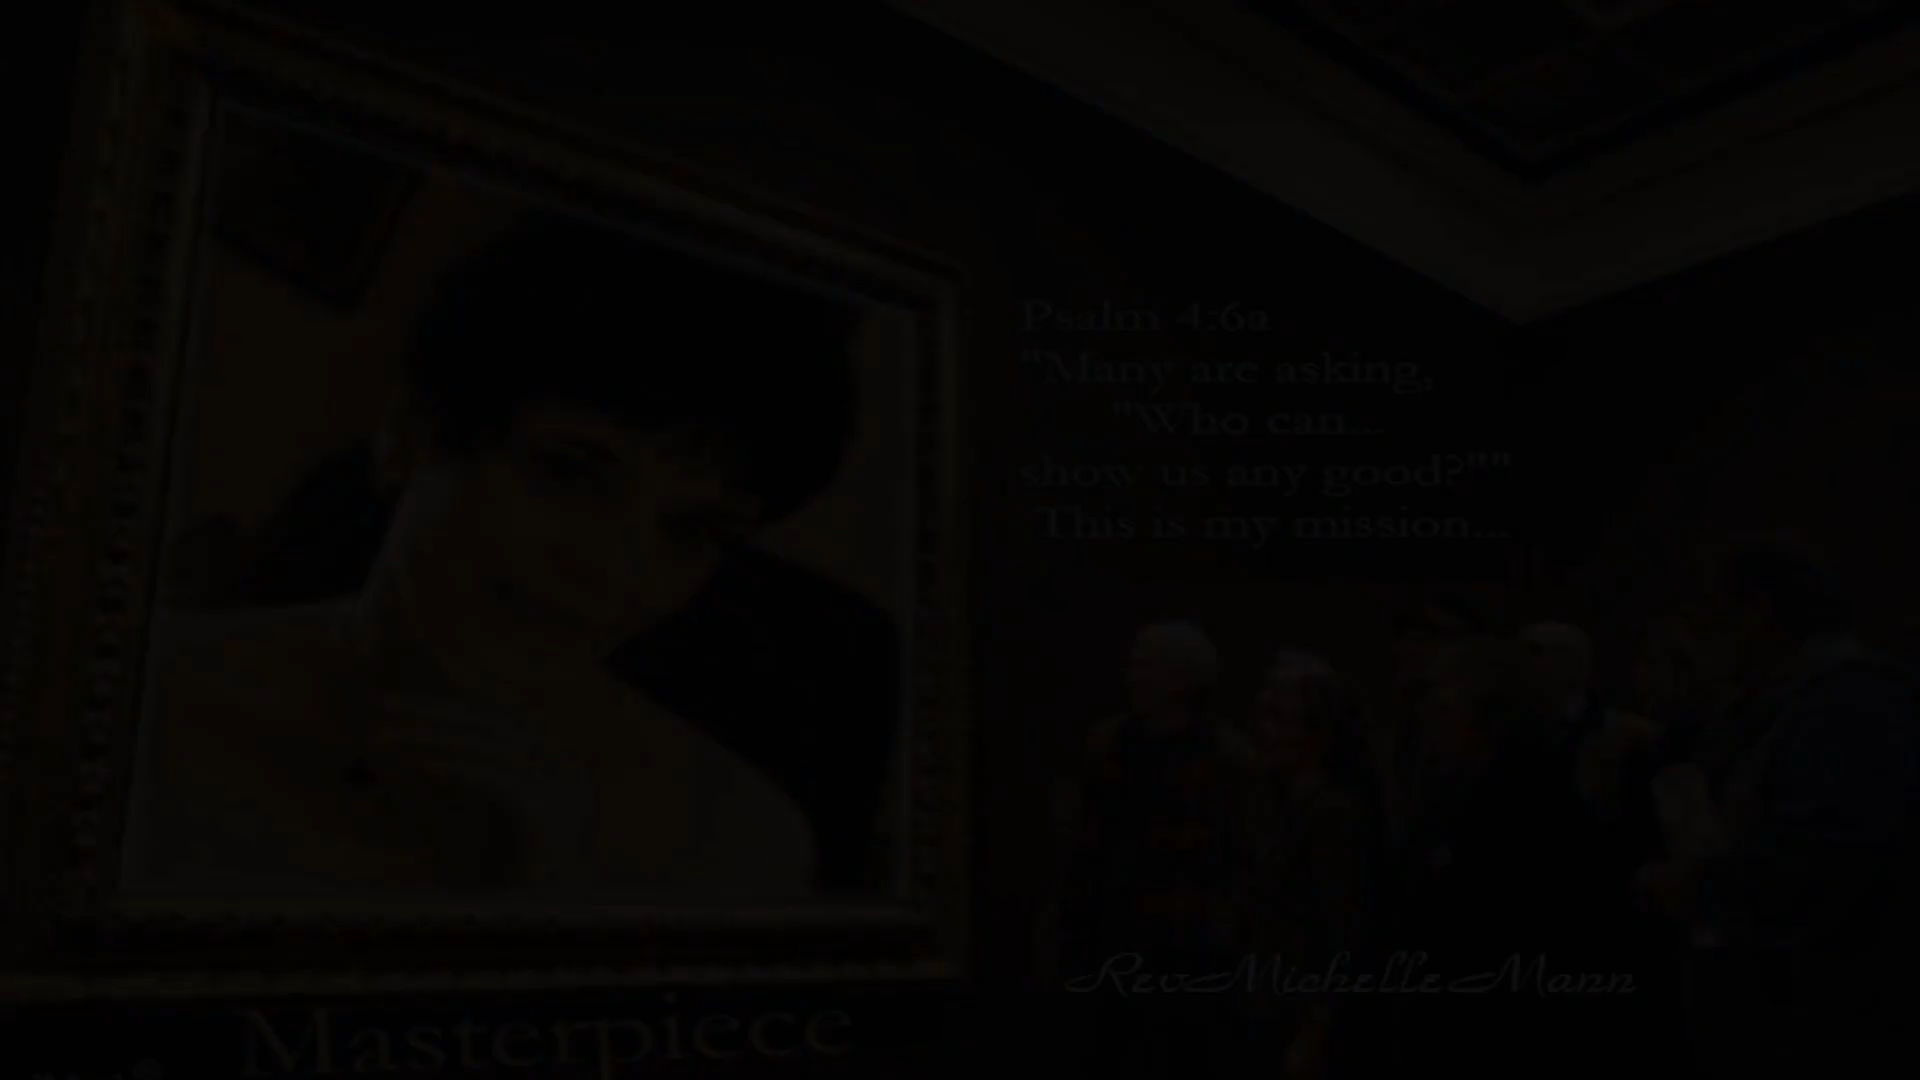 Psalm 4:6a
"Many are asking,
"Who can...
show us any good?""
This is my mission...
RevMichelleMann
Masterpiece